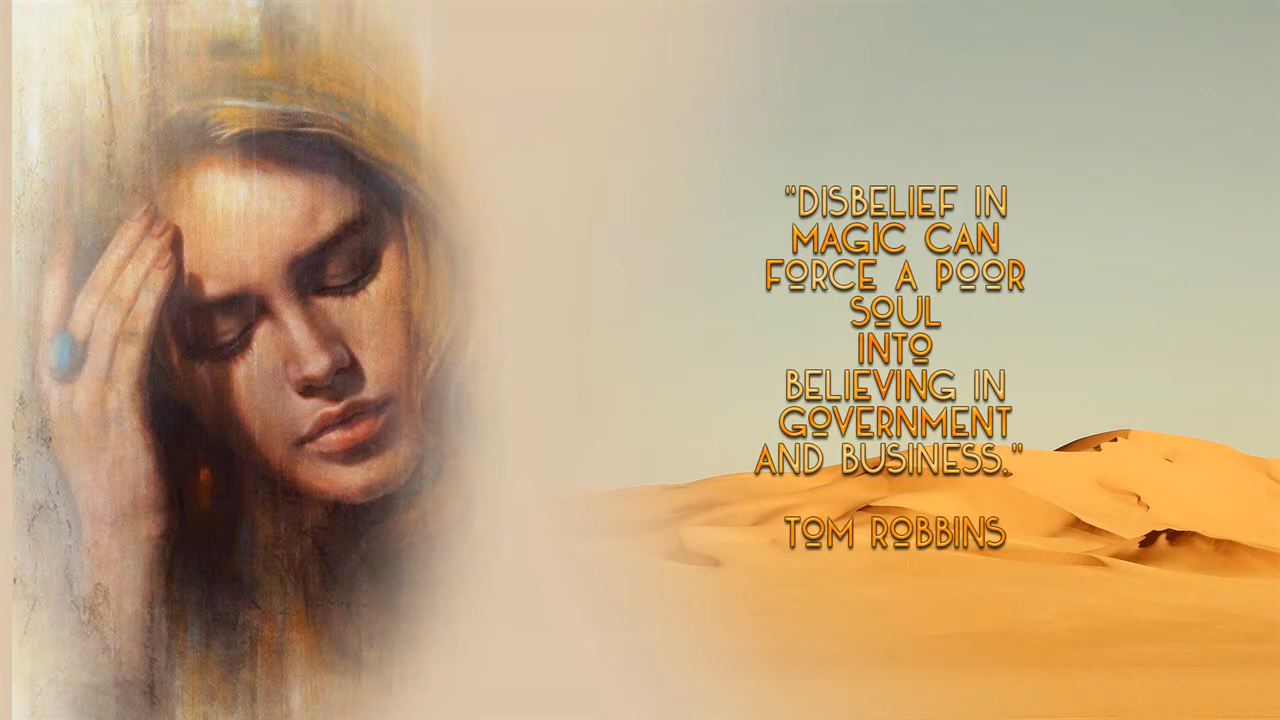 "DISBELIEF IN
MAGIC CAN
FORCE A POOR
SOUL
INTO
BELIEVING IN
GOVERNMENT
AND BUSINESS."
TOM ROBBINS